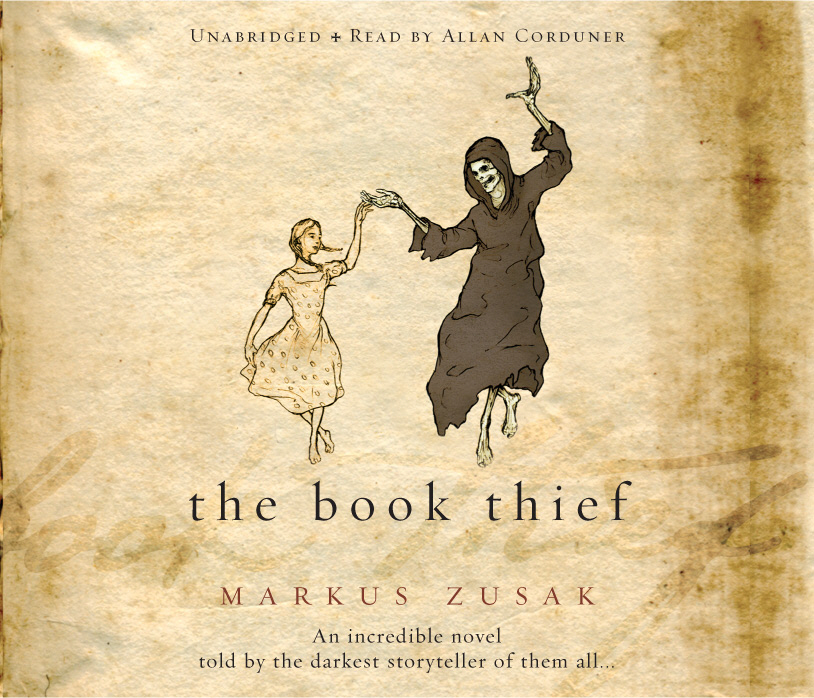 Unabridged + Read by Allan Corduner
the book thief
MARKUS ZUSAK
An incredible novel
told by the darkest storyteller of them all...